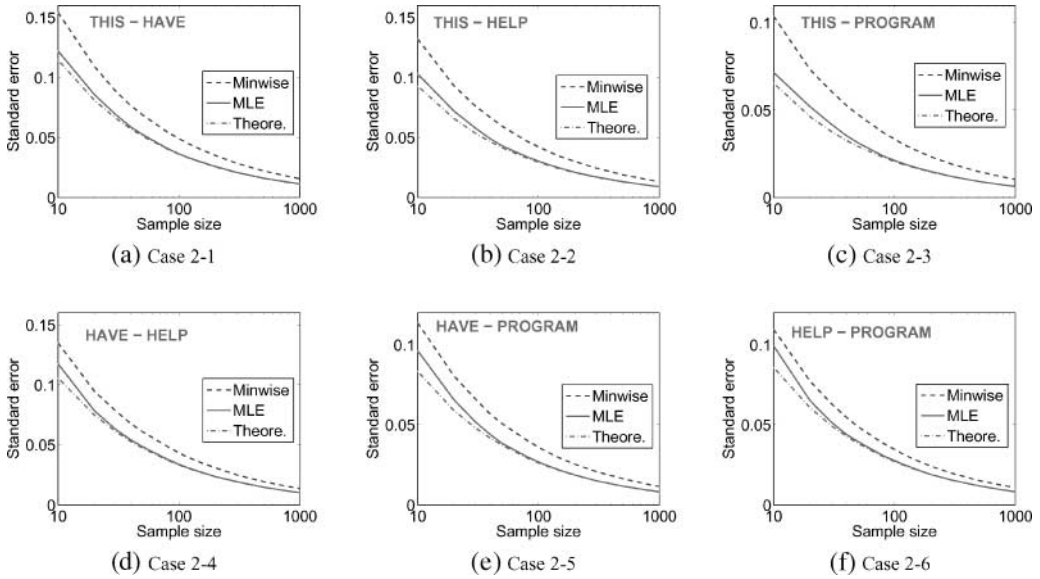 THIS – HAVE
0.15
0.1
0.05
0
Standard error
Minwise
MLE
Theore.
10 100 1000
Sample size
(a) Case 2-1
THIS – HELP
0.15
0.1
0.05
0
Standard error
Minwise
MLE
Theore.
10 100 1000
Sample size
(b) Case 2-2
THIS – PROGRAM
0.1
0.05
0
Standard error
Minwise
MLE
Theore.
10 100 1000
Sample size
(c) Case 2-3
HAVE – HELP
0.15
0.1
0.05
0
Standard error
Minwise
MLE
Theore.
10 100 1000
Sample size
(d) Case 2-4
HAVE – PROGRAM
0.1
0.05
0
Standard error
Minwise
MLE
Theore.
10 100 1000
Sample size
(e) Case 2-5
HELP – PROGRAM
0.1
0.05
0
Standard error
Minwise
MLE
Theore.
10 100 1000
Sample size
(f) Case 2-6